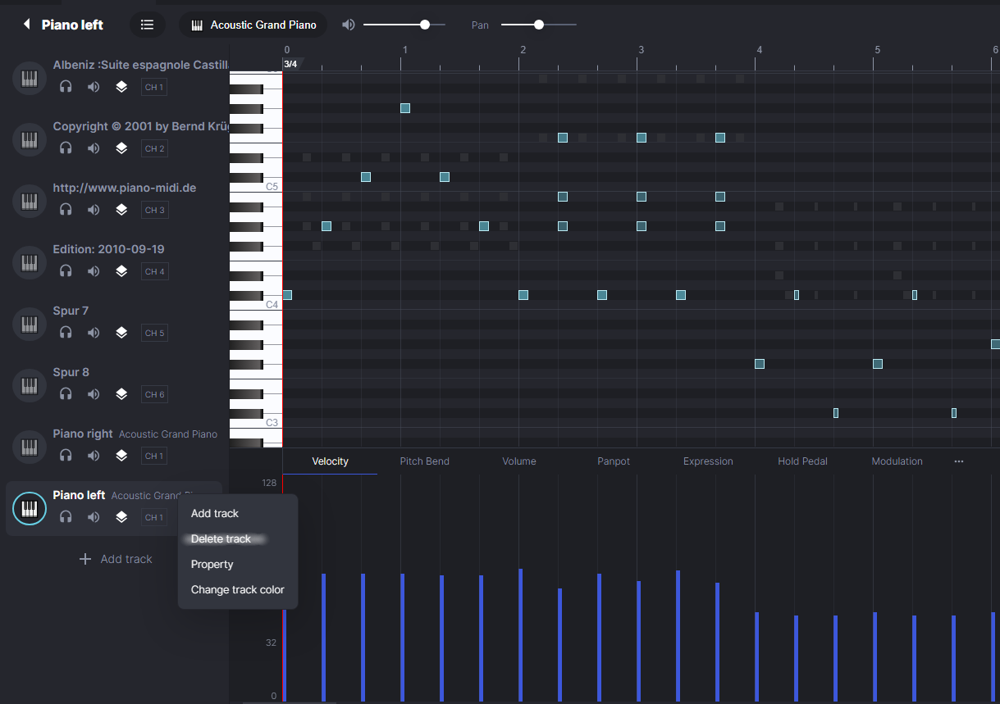 Piano left
Acoustic Grand Piano
Pan
0 1 2 3 4 5 6
3/4
Albeniz :Suite espagnole Castill
CH 1
Copyright © 2001 by Bernd Krüg
CH 2
http://www.piano-midi.de
CH 3
Edition: 2010-09-19
CH 4
Spur 7
CH 5
Spur 8
CH 6
Piano right Acoustic Grand Piano
CH 1
Piano left Acoustic Grand
CH 1
Add track
C5
C4
C3
Add track
Delete track
Property
Change track color
Velocity Pitch Bend Volume Panpot Expression Hold Pedal Modulation
128
32
0